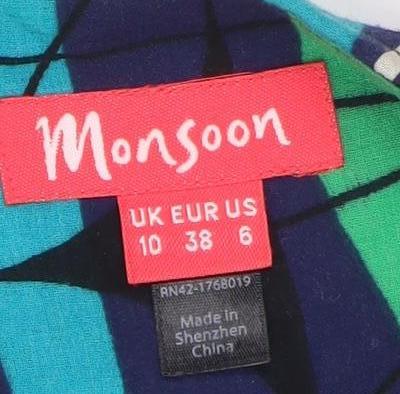 Monsoon
UK EUR US
10 38 6
RN42-1768019
Made in
Shenzhen
China